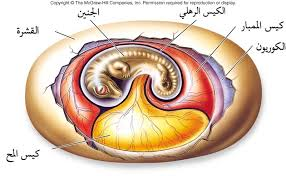 Copyright © The McGraw-Hill Companies, Inc. Permission required for reproduction or display.
الكيس الرهلي
الجنين
كيس الممبار
القشرة
الكوريون
كيس المح